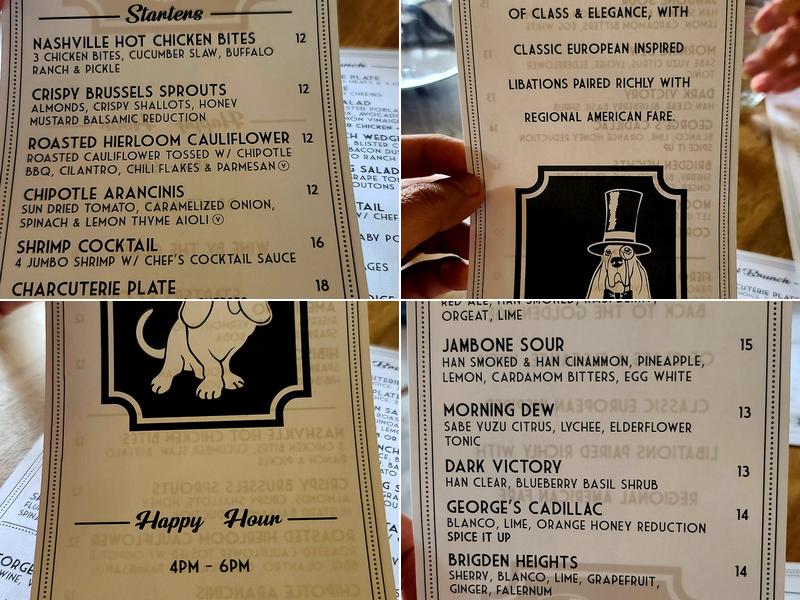 Starters
NASHVILLE HOT CHICKEN BITES 12
3 CHICKEN BITES, CUCUMBER SLAW, BUFFALO
RANCH & PICKLE
CRISPY BRUSSELS SPROUTS 12
ALMONDS, CRISPY SHALLOTS, HONEY
MUSTARD BALSAMIC REDUCTION
ROASTED HIERLOOM CAULIFLOWER 12
ROASTED CAULIFLOWER TOSSED W/ CHIPOTLE
BBQ, CILANTRO, CHILI FLAKES & PARMESAN Ⓥ
CHIPOTLE ARANCINIS 12
SUN DRIED TOMATO, CARAMELIZED ONION,
SPINACH & LEMON THYME AIOLI Ⓥ
SHRIMP COCKTAIL 16
4 JUMBO SHRIMP W/ CHEF'S COCKTAIL SAUCE
CHARCUTERIE PLATE 18
OF CLASS & ELEGANCE, WITH
CLASSIC EUROPEAN INSPIRED
LIBATIONS PAIRED RICHLY WITH
REGIONAL AMERICAN FARE.
Happy Hour
4PM - 6PM
ORGEAT, LIME
JAMBONE SOUR 15
HAN SMOKED & HAN CINAMMON, PINEAPPLE,
LEMON, CARDAMOM BITTERS, EGG WHITE
MORNING DEW 13
SABE YUZU CITRUS, LYCHEE, ELDERFLOWER
TONIC
DARK VICTORY 13
HAN CLEAR, BLUEBERRY BASIL SHRUB
GEORGE'S CADILLAC 14
BLANCO, LIME, ORANGE HONEY REDUCTION
SPICE IT UP
BRIGDEN HEIGHTS 14
SHERRY, BLANCO, LIME, GRAPEFRUIT,
GINGER, FALERNUM